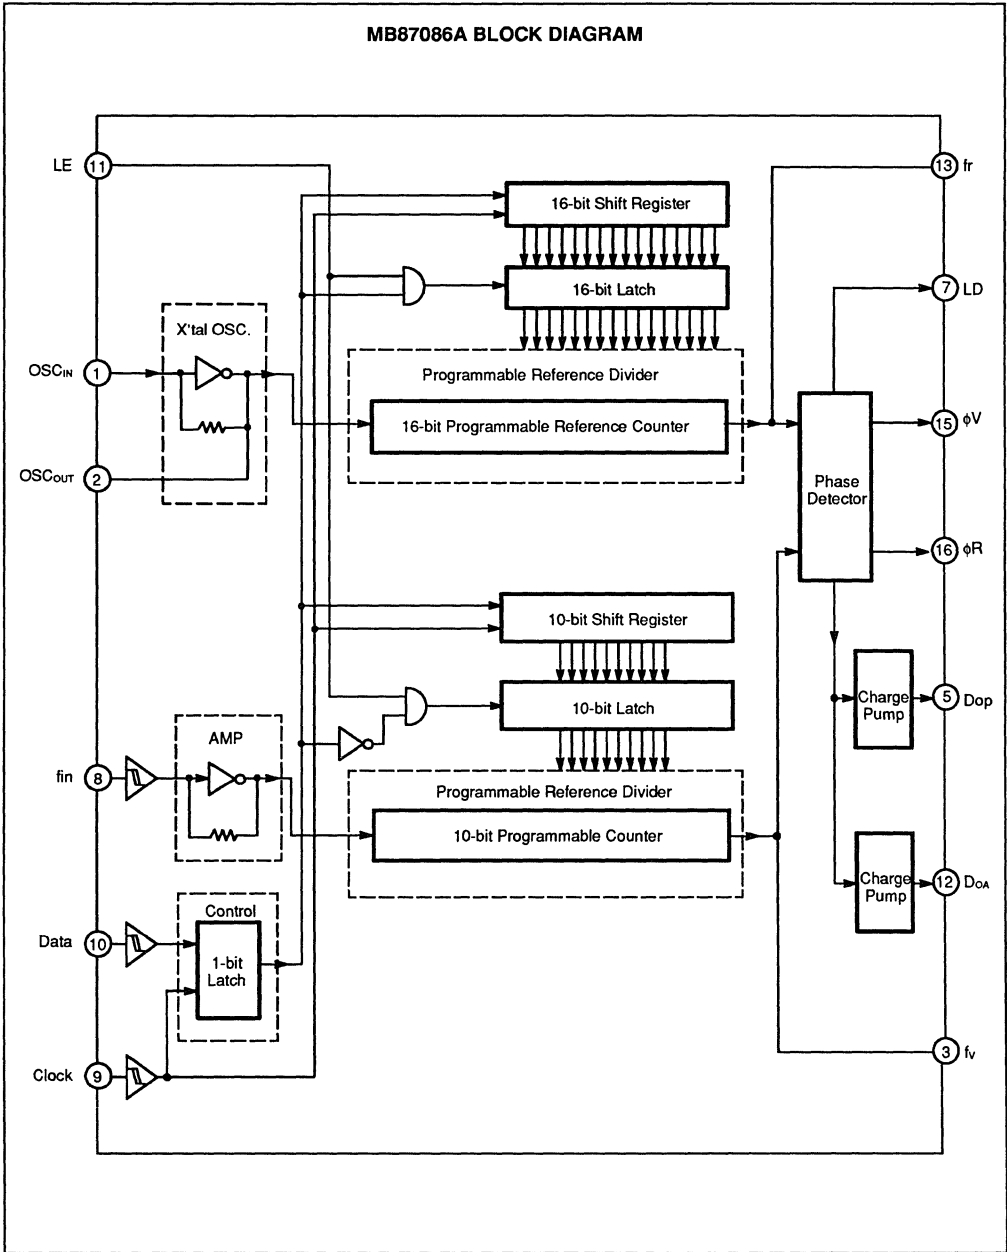 MB87086A BLOCK DIAGRAM
LE 11
13 fr
16-bit Shift Register
16-bit Latch
7 LD
X'tal OSC.
OSCIN 1
Programmable Reference Divider
16-bit Programmable Reference Counter
15 ϕV
OSCOUT 2
Phase
Detector
16 ϕR
10-bit Shift Register
10-bit Latch
Charge
Pump
5 Dop
AMP
fin 8
Programmable Reference Divider
10-bit Programmable Counter
Charge
Pump
12 DOA
Control
Data 10
1-bit
Latch
3 fv
Clock 9